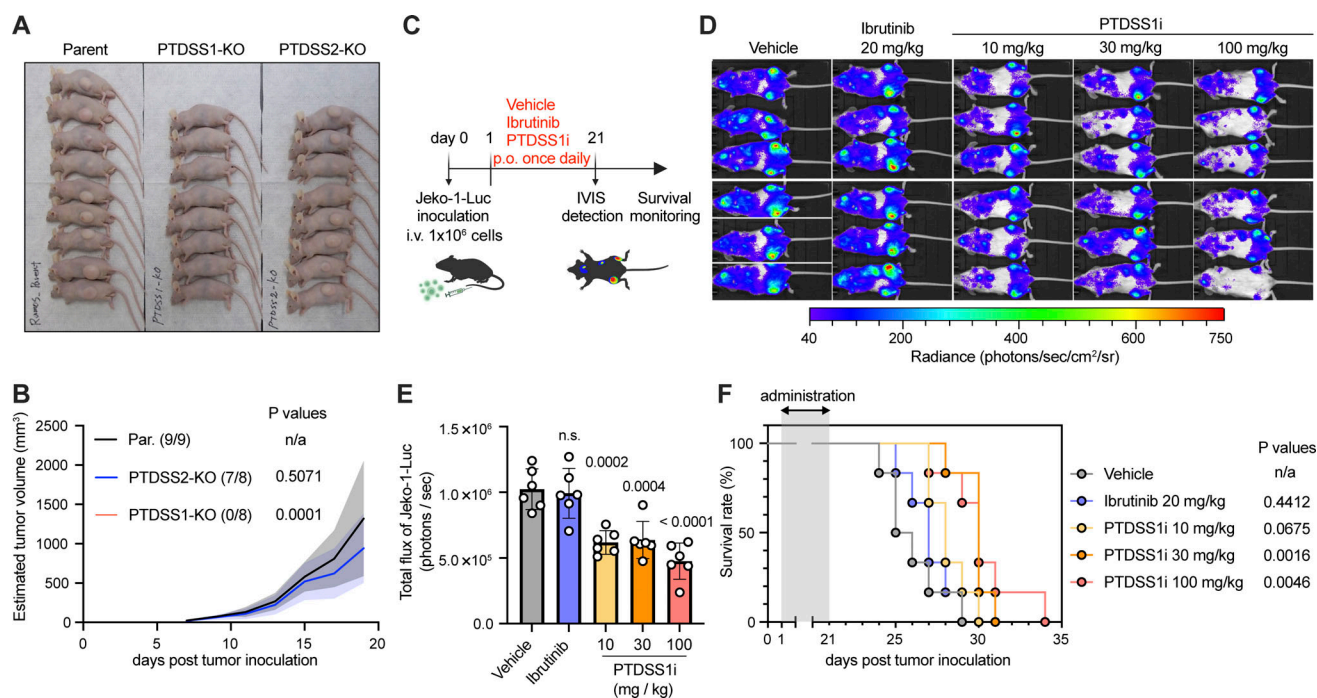 A
Parent PTDSS1-KO PTDSS2-KO
Ramos, Parent
PTDSS1-KO
PTDSS2-KO
B
P values
Par. (9/9) n/a
PTDSS2-KO (7/8) 0.5071
PTDSS1-KO (0/8) 0.0001
Estimated tumor volume (mm³)
2500
2000
1500
1000
500
0
0 5 10 15 20
days post tumor inoculation
C
Vehicle
Ibrutinib
PTDSS1i
p.o. once daily
day 0 1 21
Jeko-1-Luc
inoculation
i.v. 1x10⁶ cells
IVIS
detection
Survival
monitoring
D
Vehicle
Ibrutinib
20 mg/kg
PTDSS1i
10 mg/kg 30 mg/kg 100 mg/kg
40 200 400 600 750
Radiance (photons/sec/cm²/sr)
E
Total flux of Jeko-1-Luc
(photons / sec)
1.5×10⁶
1.0×10⁶
5.0×10⁵
0.0
n.s.
0.0002
0.0004
< 0.0001
Vehicle
Ibrutinib
10 30 100
PTDSS1i
(mg / kg)
F
administration
Survival rate (%)
100
50
0
0 1 21 25 30 35
days post tumor inoculation
P values
Vehicle n/a
Ibrutinib 20 mg/kg 0.4412
PTDSS1i 10 mg/kg 0.0675
PTDSS1i 30 mg/kg 0.0016
PTDSS1i 100 mg/kg 0.0046